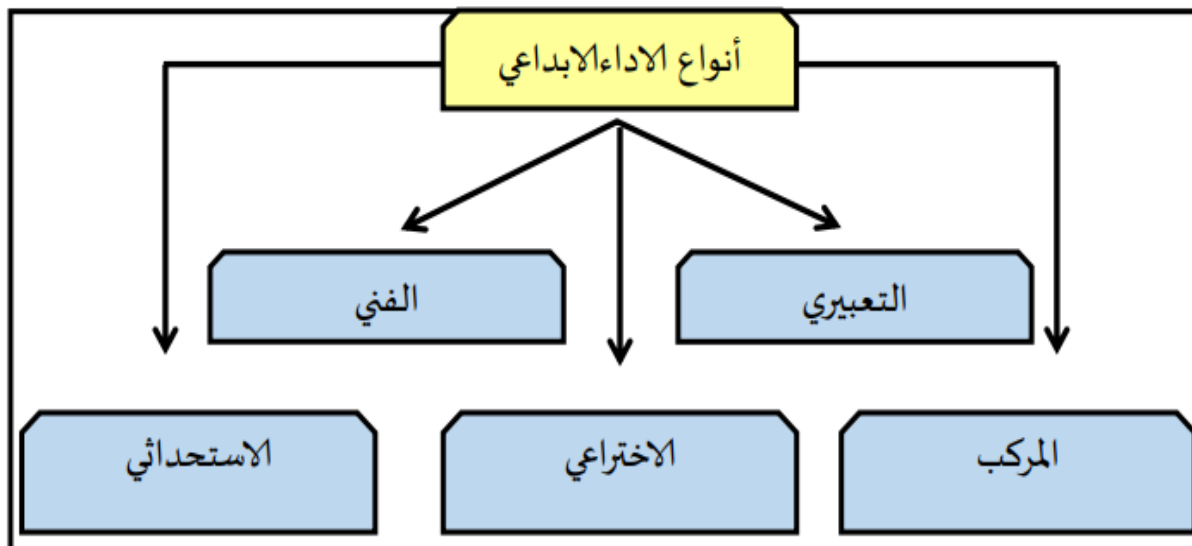 أنواع الاداءالابداعي
التعبيري
الفني
المركب
الاختراعي
الاستحداثي